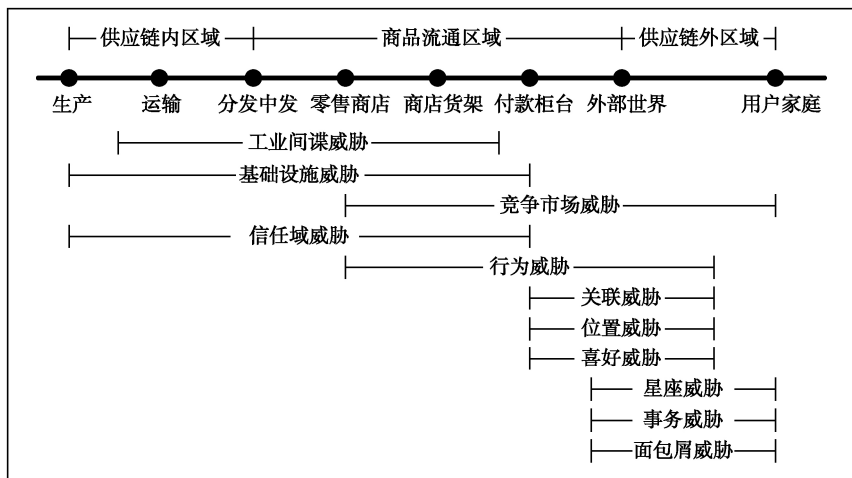 供应链内区域 商品流通区域 供应链外区域
生产 运输 分发中发 零售商店 商店货架 付款柜台 外部世界 用户家庭
工业间谍威胁
基础设施威胁
竞争市场威胁
信任域威胁
行为威胁
关联威胁
位置威胁
喜好威胁
星座威胁
事务威胁
面包屑威胁